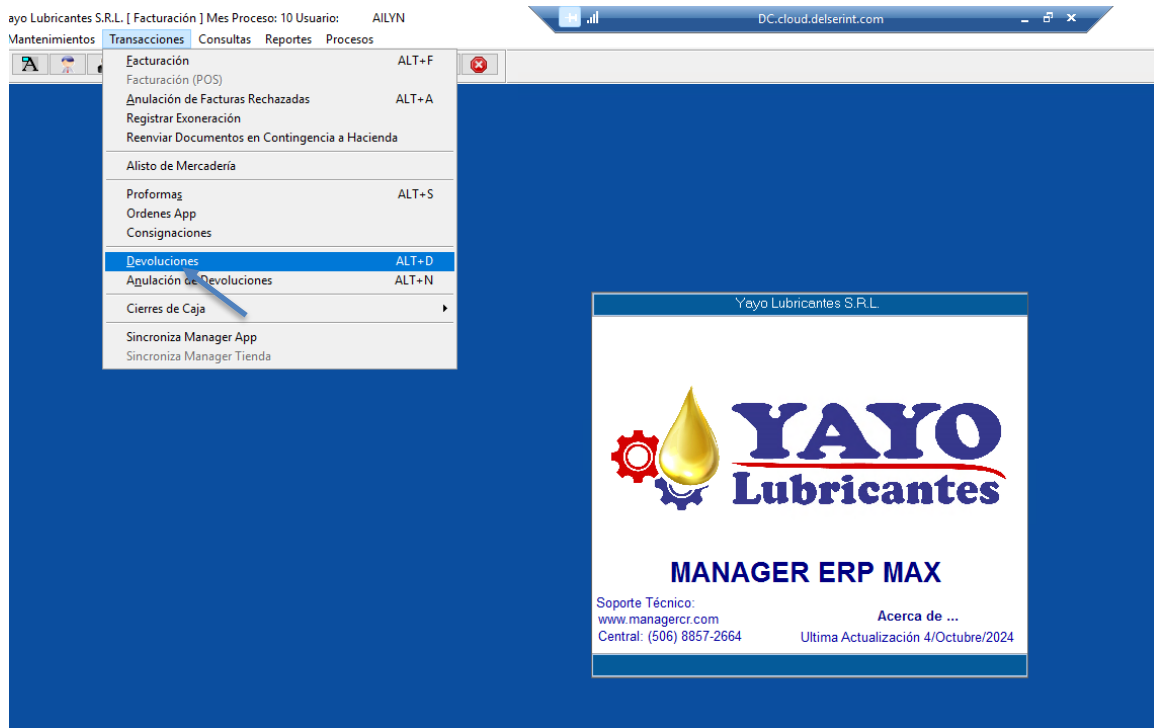 ayo Lubricantes S.R.L. [ Facturación ] Mes Proceso: 10 Usuario: AILYN
DC.cloud.delserint.com
Mantenimientos Transacciones Consultas Reportes Procesos
Facturación ALT+F
Facturación (POS)
Anulación de Facturas Rechazadas ALT+A
Registrar Exoneración
Reenviar Documentos en Contingencia a Hacienda
Alisto de Mercadería
Proformas ALT+S
Ordenes App
Consignaciones
Devoluciones ALT+D
Anulación de Devoluciones ALT+N
Cierres de Caja
Sincroniza Manager App
Sincroniza Manager Tienda
Yayo Lubricantes S.R.L.
YAYO
Lubricantes
MANAGER ERP MAX
Soporte Técnico:
www.managercr.com
Acerca de ...
Central: (506) 8857-2664
Ultima Actualización 4/Octubre/2024